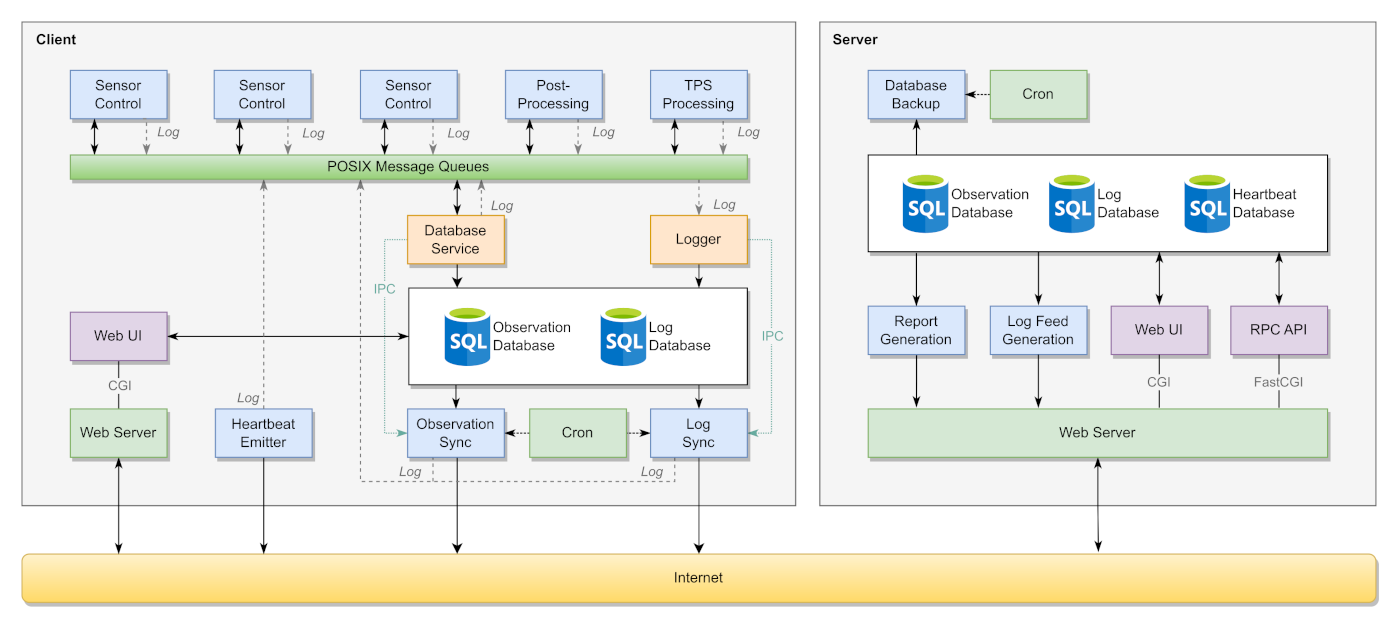 Client
Sensor
Control
Sensor
Control
Sensor
Control
Post-
Processing
TPS
Processing
Log
Log
Log
Log
Log
POSIX Message Queues
Log
Log
Database
Service
Logger
IPC
IPC
SQL
Observation
Database
SQL
Log
Database
Web UI
CGI
Log
Web Server
Heartbeat
Emitter
Observation
Sync
Cron
Log
Sync
Log
Log
Server
Database
Backup
Cron
SQL
Observation
Database
SQL
Log
Database
SQL
Heartbeat
Database
Report
Generation
Log Feed
Generation
Web UI
RPC API
CGI
FastCGI
Web Server
Internet